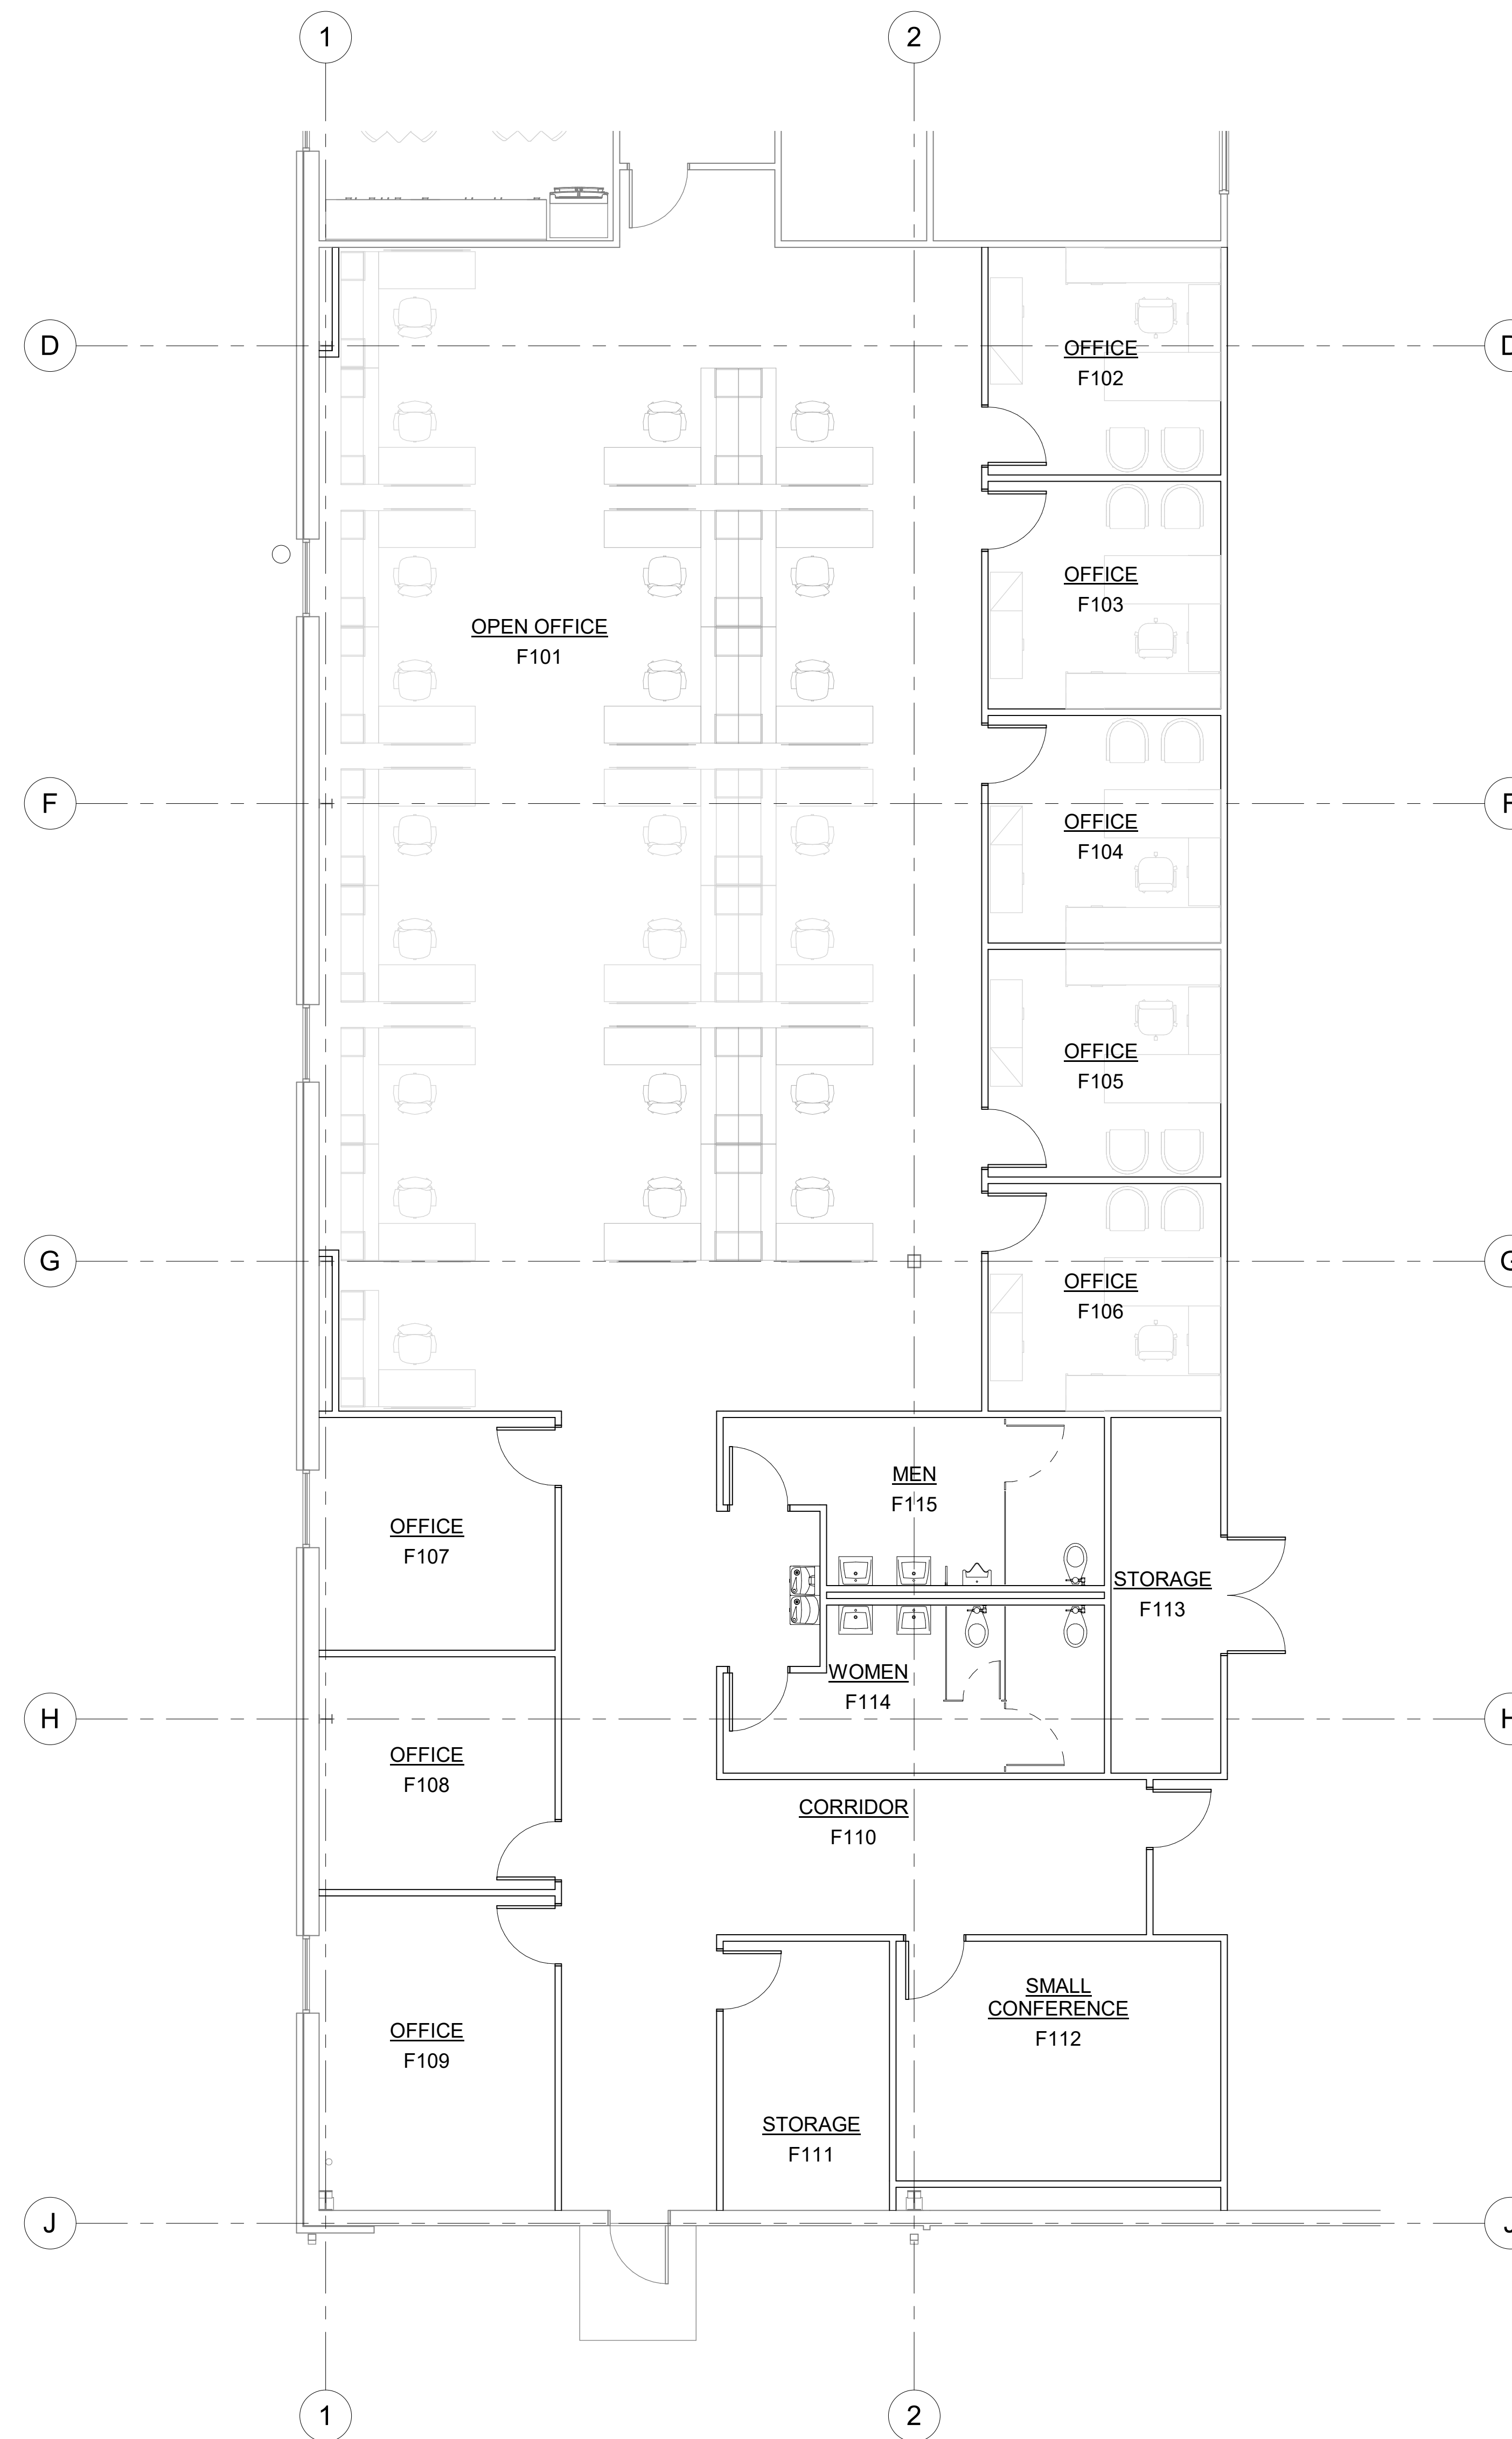 1
2
D
D
OFFICE
F102
OFFICE
F103
OPEN OFFICE
F101
F
F
OFFICE
F104
OFFICE
F105
G
G
OFFICE
F106
MEN
F115
OFFICE
F107
STORAGE
F113
WOMEN
F114
H
H
OFFICE
F108
CORRIDOR
F110
SMALL
CONFERENCE
F112
OFFICE
F109
STORAGE
F111
J
J
1
2